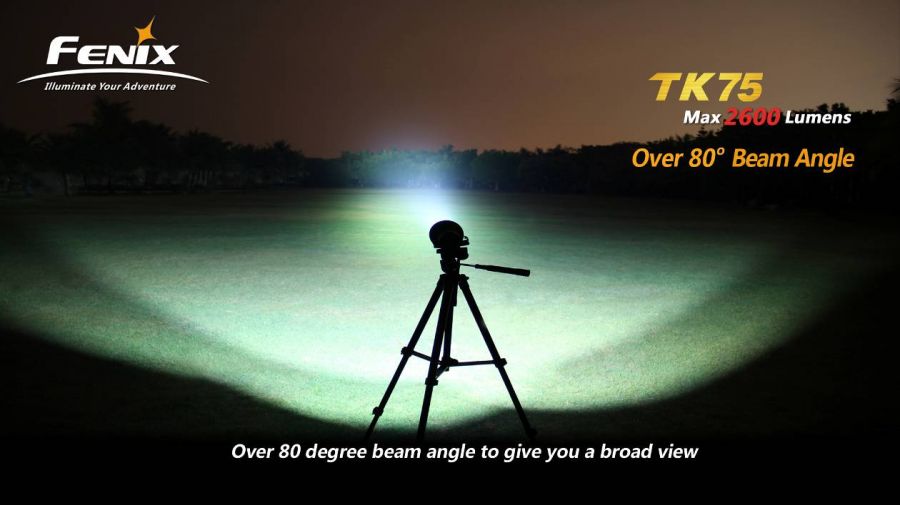 FENIX
Illuminate Your Adventure
TK75
Max 2600 Lumens
Over 80° Beam Angle
Over 80 degree beam angle to give you a broad view